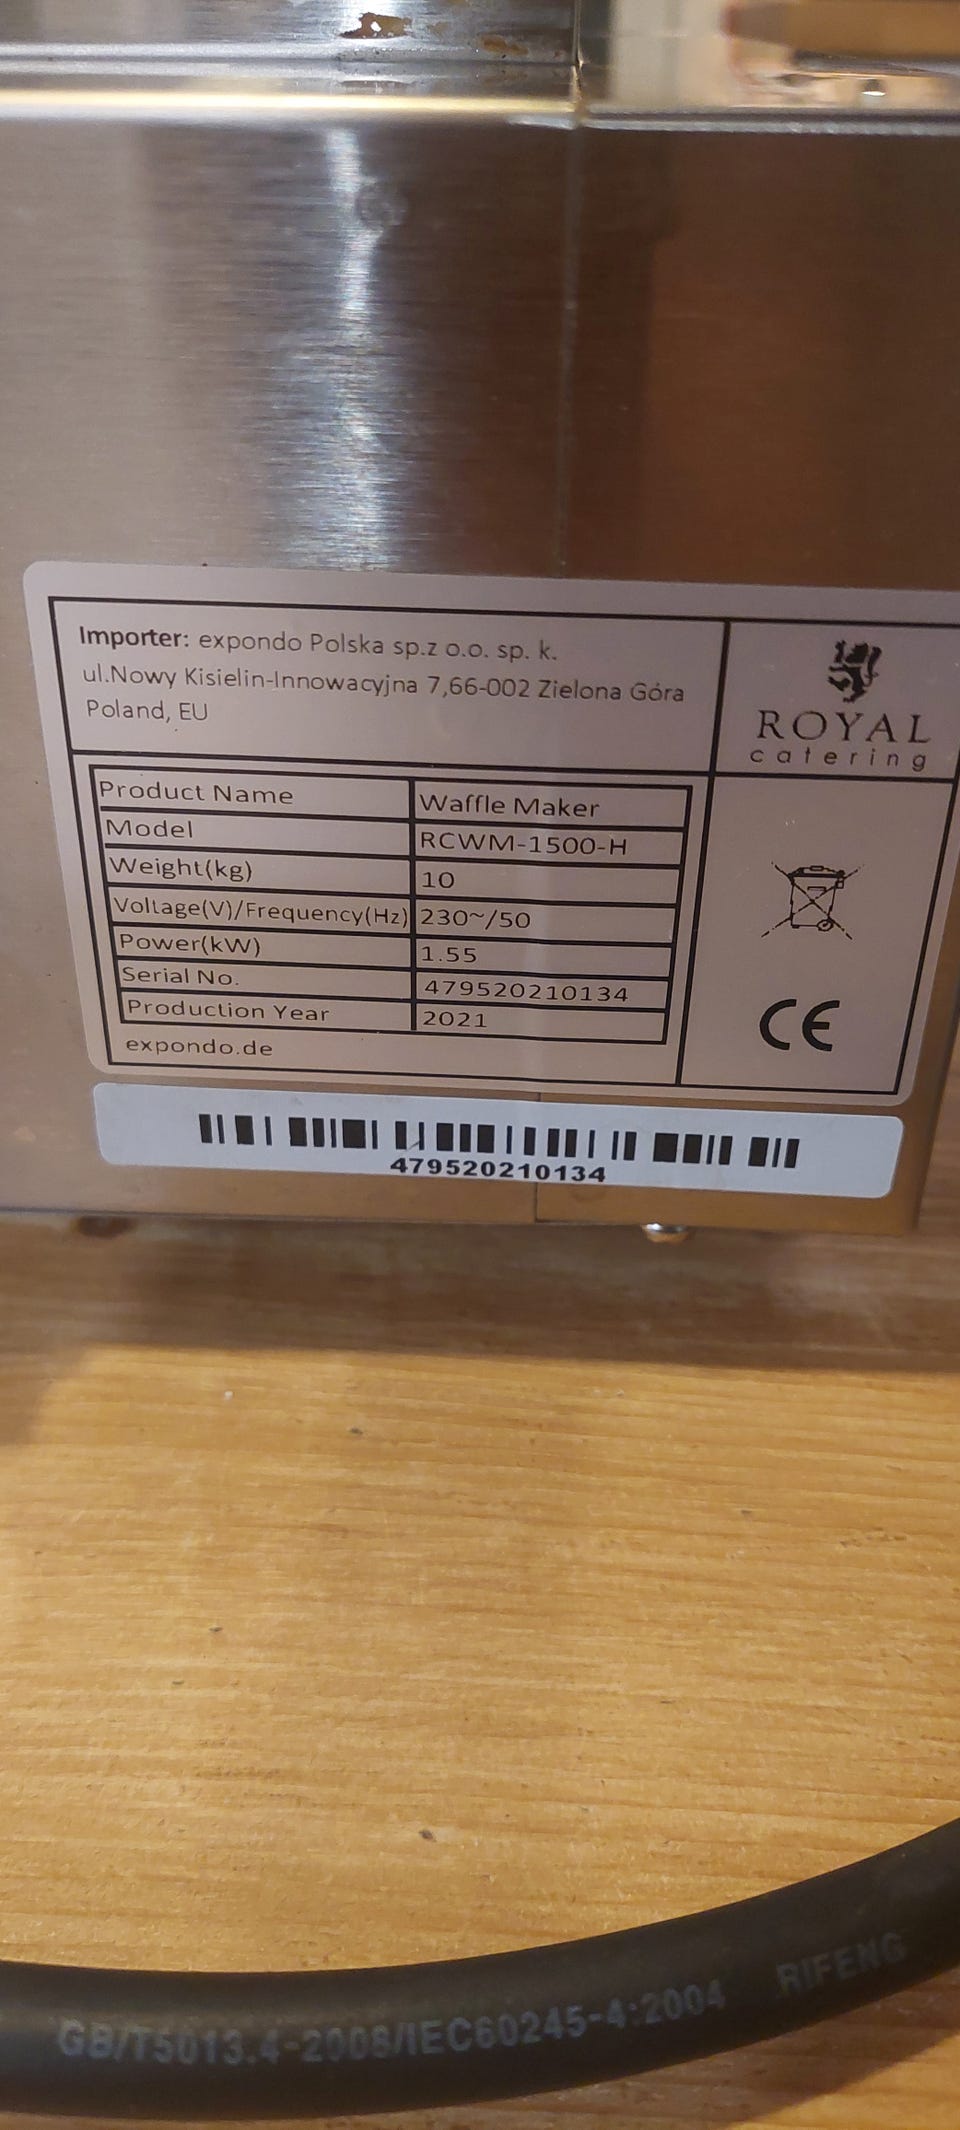 Importer: expondo Polska sp.z o.o. sp. k.
ul.Nowy Kisielin-Innowacyjna 7,66-002 Zielona Góra
Poland, EU
ROYAL
catering
Product Name Waffle Maker
Model RCWM-1500-H
Weight(kg) 10
Voltage(V)/Frequency(Hz) 230~/50
Power(kW) 1.55
Serial No. 479520210134
Production Year 2021
expondo.de
CE
479520210134
GB/T5013.4-2008/IEC60245-4:2004 RIFENG